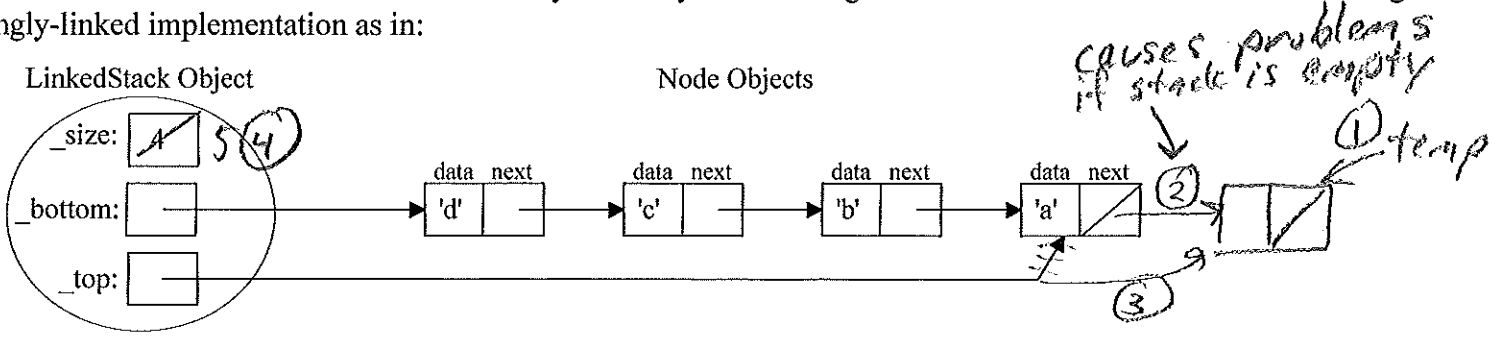 ngly-linked implementation as in:
causes problems
if stack is empty
LinkedStack Object
Node Objects
_size: 4 5 4
1 temp
data next
data next
data next
data next
2
_bottom:
'd'
'c'
'b'
'a'
_top:
3